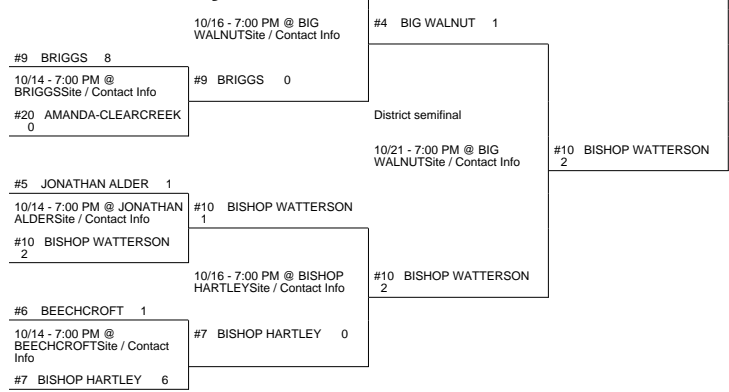 10/16 - 7:00 PM @ BIG
WALNUTSite / Contact Info
#4 BIG WALNUT 1
#9 BRIGGS 8
10/14 - 7:00 PM @
BRIGGSSite / Contact Info
#9 BRIGGS 0
#20 AMANDA-CLEARCREEK
0
District semifinal
10/21 - 7:00 PM @ BIG
WALNUTSite / Contact Info
#10 BISHOP WATTERSON
2
#5 JONATHAN ALDER 1
10/14 - 7:00 PM @ JONATHAN
ALDERSite / Contact Info
#10 BISHOP WATTERSON
1
#10 BISHOP WATTERSON
2
10/16 - 7:00 PM @ BISHOP
HARTLEYSite / Contact Info
#10 BISHOP WATTERSON
2
#6 BEECHCROFT 1
10/14 - 7:00 PM @
BEECHCROFTSite / Contact
Info
#7 BISHOP HARTLEY 0
#7 BISHOP HARTLEY 6